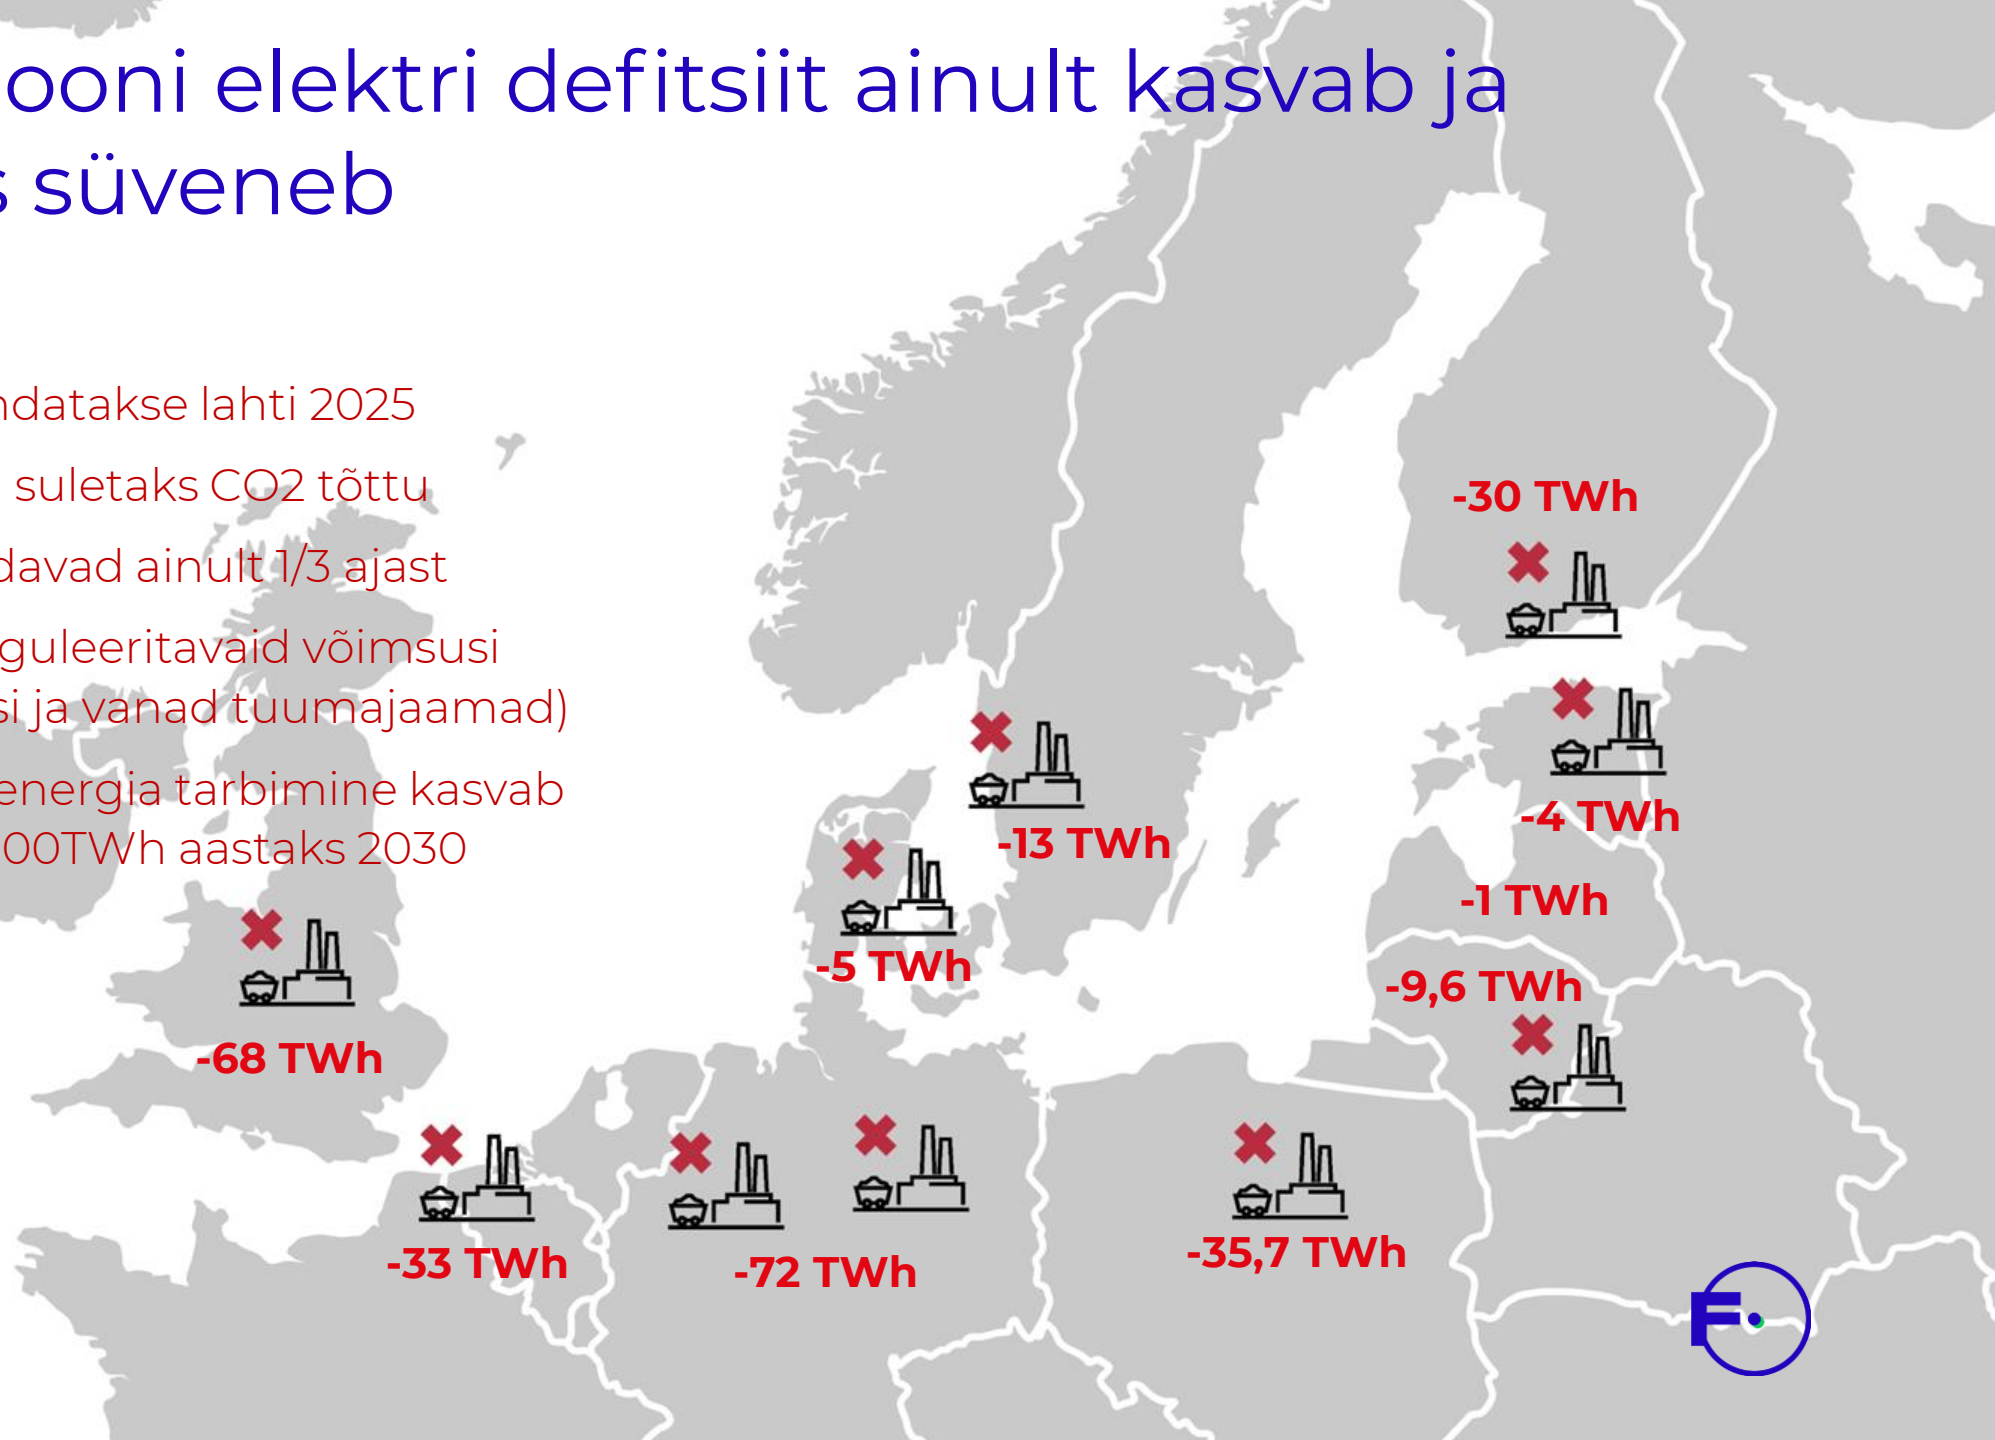 ooni elektri defitsiit ainult kasvab ja
s süveneb
ndatakse lahti 2025
suletaks CO2 tõttu
davad ainult 1/3 ajast
guleeritavaid võimsusi
si ja vanad tuumajaamad)
energia tarbimine kasvab
00TWh aastaks 2030
-30 TWh
-4 TWh
-13 TWh
-1 TWh
-5 TWh
-9,6 TWh
-68 TWh
-33 TWh
-72 TWh
-35,7 TWh
F